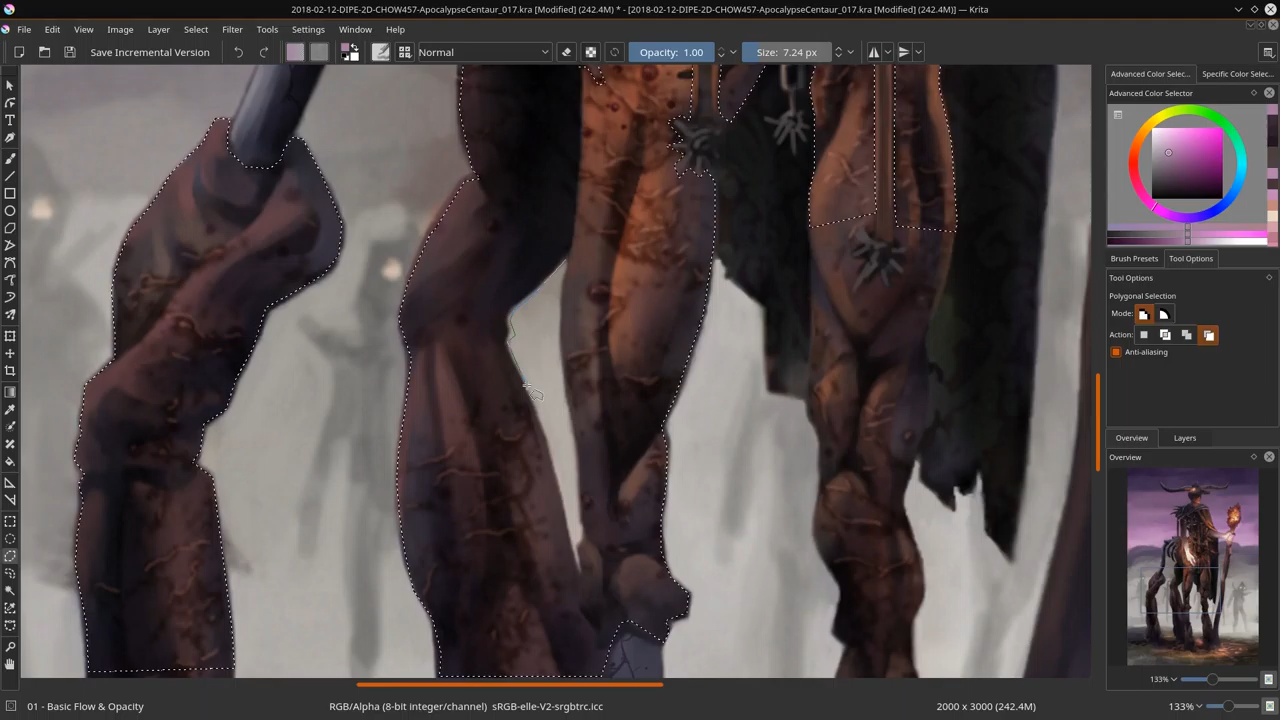 2018-02-12-DIPE-2D-CHOW457-ApocalypseCentaur_017.kra [Modified] (242.4M) * - [2018-02-12-DIPE-2D-CHOW457-ApocalypseCentaur_017.kra [Modified] (242.4M)] — Krita
File Edit View Image Layer Select Filter Tools Settings Window Help
Save Incremental Version Normal Opacity: 1.00 Size: 7.24 px
Advanced Color Selec... Specific Color Selec...
Advanced Color Selector
Brush Presets Tool Options
Tool Options
Polygonal Selection
Mode:
Action:
Anti-aliasing
Overview Layers
Overview
133%
01 - Basic Flow & Opacity RGB/Alpha (8-bit integer/channel) sRGB-elle-V2-srgbtrc.icc 2000 x 3000 (242.4M) 133%